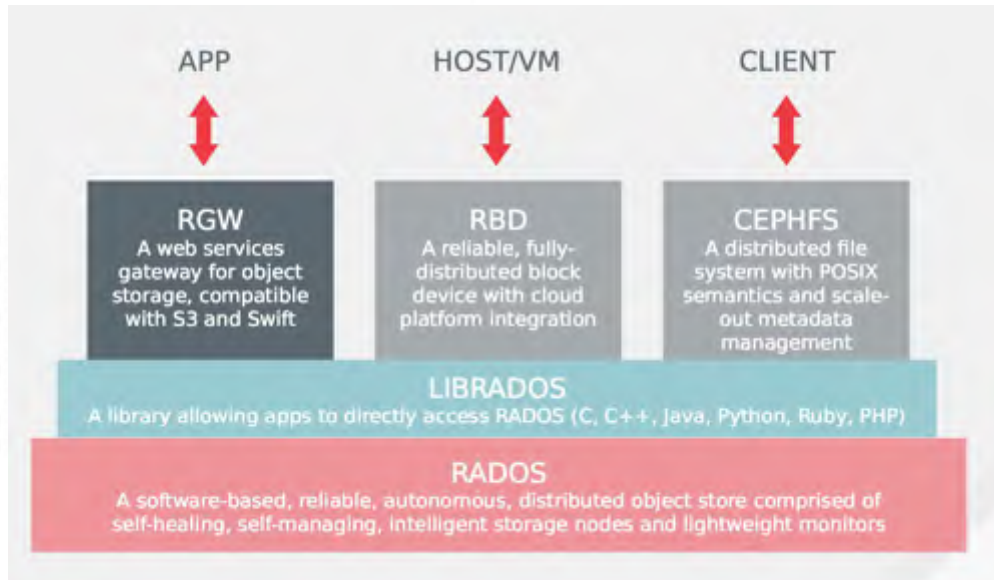 APP
HOST/VM
CLIENT
RGW
A web services
gateway for object
storage, compatible
with S3 and Swift
RBD
A reliable, fully-
distributed block
device with cloud
platform integration
CEPHFS
A distributed file
system with POSIX
semantics and scale-
out metadata
management
LIBRADOS
A library allowing apps to directly access RADOS (C, C++, Java, Python, Ruby, PHP)
RADOS
A software-based, reliable, autonomous, distributed object store comprised of
self-healing, self-managing, intelligent storage nodes and lightweight monitors